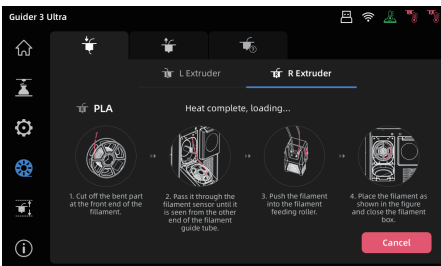 Guider 3 Ultra
L Extruder
R Extruder
PLA
Heat complete, loading...
1. Cut off the bent part
at the front end of the
fillament.
2. Pass it through the
filament sensor until it
is seen from the other
end of the filament
guide tube.
3. Push the filament
into the filament
feeding roller.
4. Place the filament as
shown in the figure
and close the filament
box.
Cancel